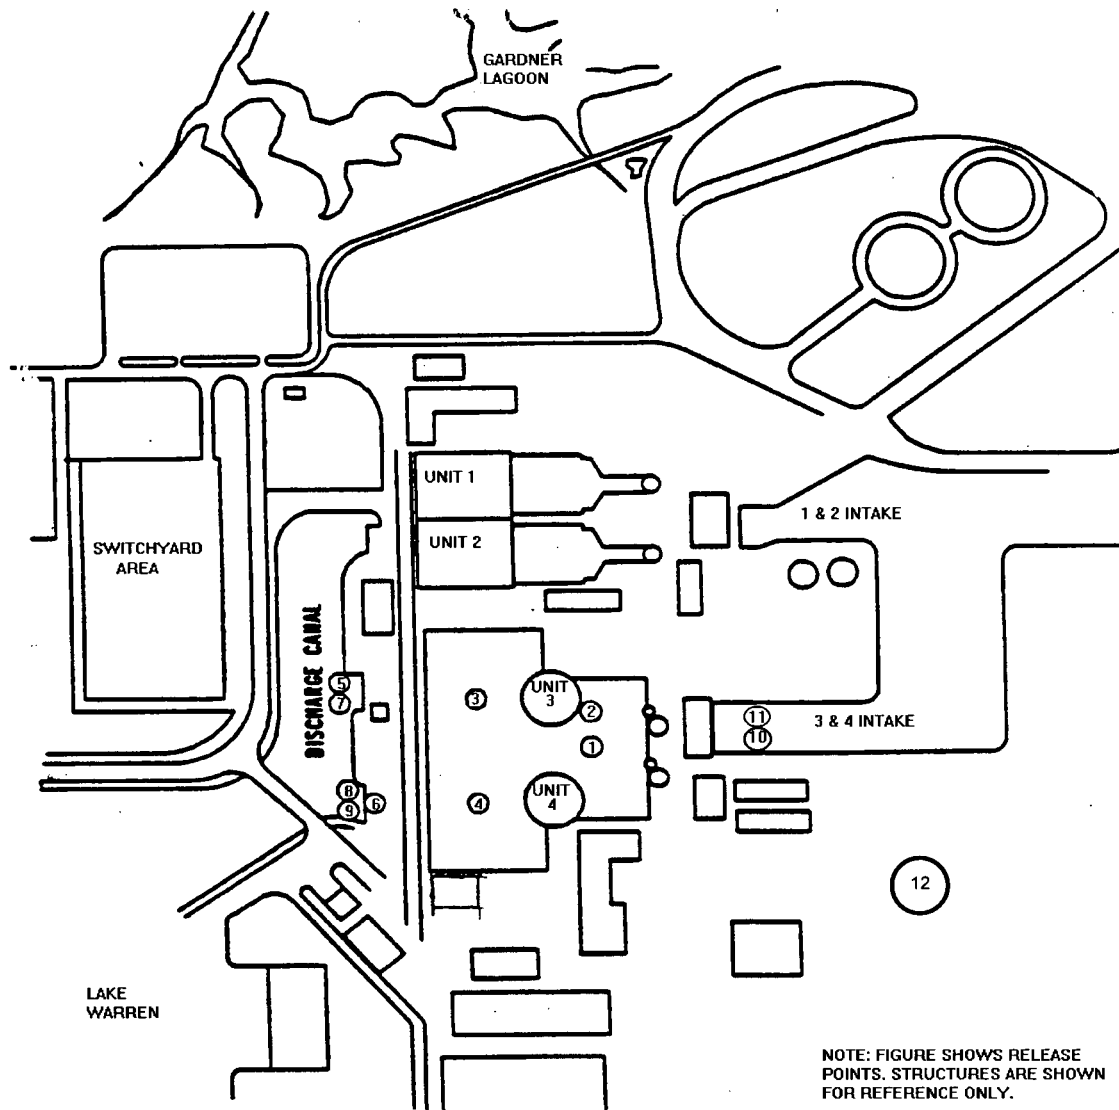 GARDNER
LAGOON
UNIT 1
1 & 2 INTAKE
UNIT 2
SWITCHYARD
AREA
DISCHARGE CANAL
5
7
3
UNIT
3
2
1
11
10
3 & 4 INTAKE
8
9
6
4
UNIT
4
12
LAKE
WARREN
NOTE: FIGURE SHOWS RELEASE
POINTS. STRUCTURES ARE SHOWN
FOR REFERENCE ONLY.